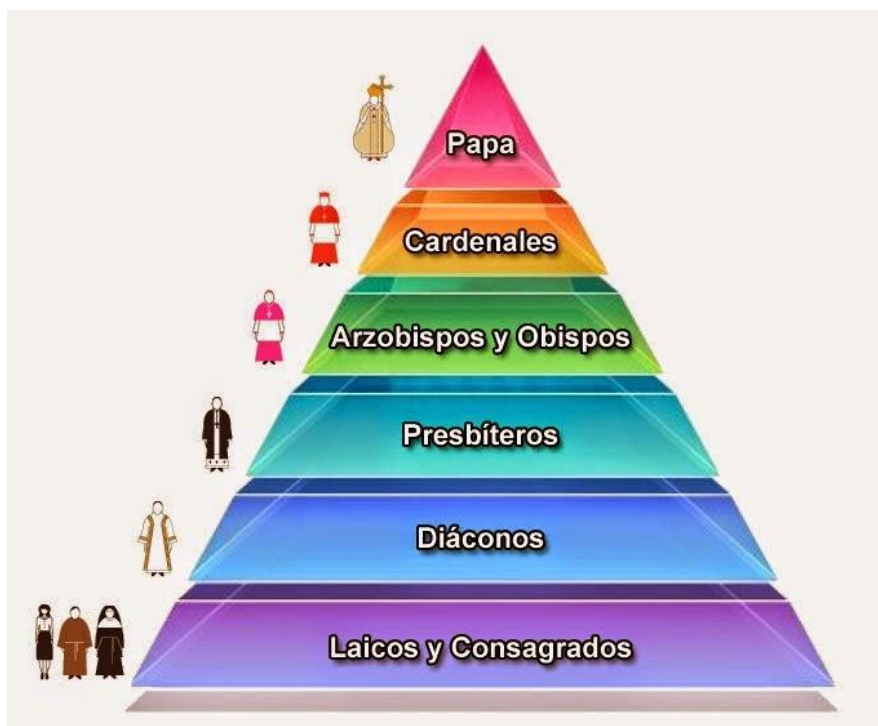 Papa
Cardenales
Arzobispos y Obispos
Presbíteros
Diáconos
Laicos y Consagrados